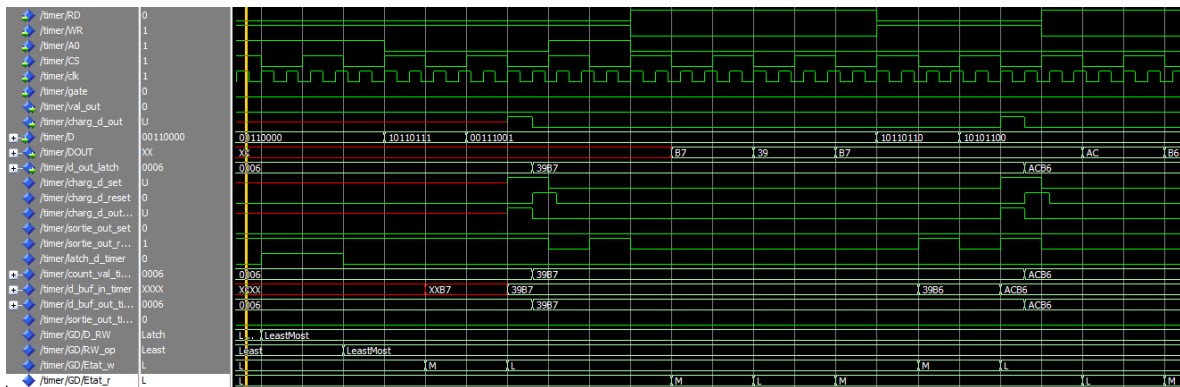 /timer/RD 0
/timer/WR 1
/timer/A0 1
/timer/CS 1
/timer/clk 1
/timer/gate 0
/timer/val_out 0
/timer/charg_d_out U
/timer/D 00110000 00110000 10110111 00111001 10110110 10101100
/timer/DOUT XX XX B7 39 B7 AC B6
/timer/d_out_latch 0006 0006 39B7 ACB6
/timer/charg_d_set U
/timer/charg_d_reset 0
/timer/charg_d_out... U
/timer/sortie_out_set 0
/timer/sortie_out_r... 1
/timer/latch_d_timer 0
/timer/count_val_ti... 0006 0006 39B7 ACB6
/timer/d_buf_in_timer XXXX XXXX XXB7 39B7 39B6 ACB6
/timer/d_buf_out_ti... 0006 0006 39B7 ACB6
/timer/sortie_out_ti... 0
/timer/GD/D_RW Latch L... LeastMost
/timer/GD/RW_op Least Least LeastMost
/timer/GD/Etat_w L L M L M L
/timer/GD/Etat_r L L M L M L M